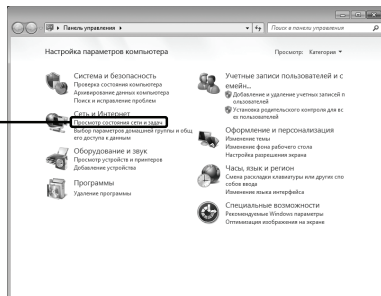 Панель управления
Поиск в панели управления
Настройка параметров компьютера
Просмотр: Категория
Система и безопасность
Проверка состояния компьютера
Архивирование данных компьютера
Поиск и исправление проблем
Сеть и Интернет
Просмотр состояния сети и задач
Выбор параметров домашней группы и общ
его доступа к данным
Оборудование и звук
Просмотр устройств и принтеров
Добавление устройства
Программы
Удаление программы
Учетные записи пользователей и с
емейн...
Добавление и удаление учетных записей п
ользователей
Установка родительского контроля для вс
ех пользователей
Оформление и персонализация
Изменение темы
Изменение фона рабочего стола
Настройка разрешения экрана
Часы, язык и регион
Смена раскладки клавиатуры или других спо
собов ввода
Изменение языка интерфейса
Специальные возможности
Рекомендуемые Windows параметры
Оптимизация изображения на экране